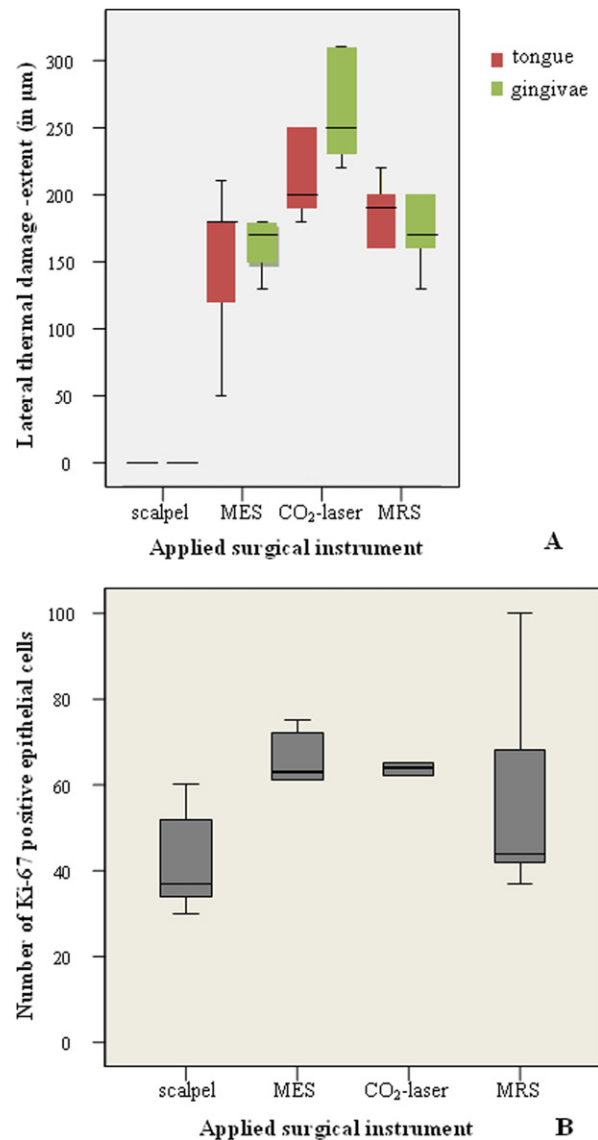 tongue
gingivae
Lateral thermal damage -extent (in µm)
300
250
200
150
100
50
0
scalpel MES CO₂-laser MRS
Applied surgical instrument
A
Number of Ki-67 positive epithelial cells
100
80
60
40
20
0
scalpel MES CO₂-laser MRS
Applied surgical instrument
B